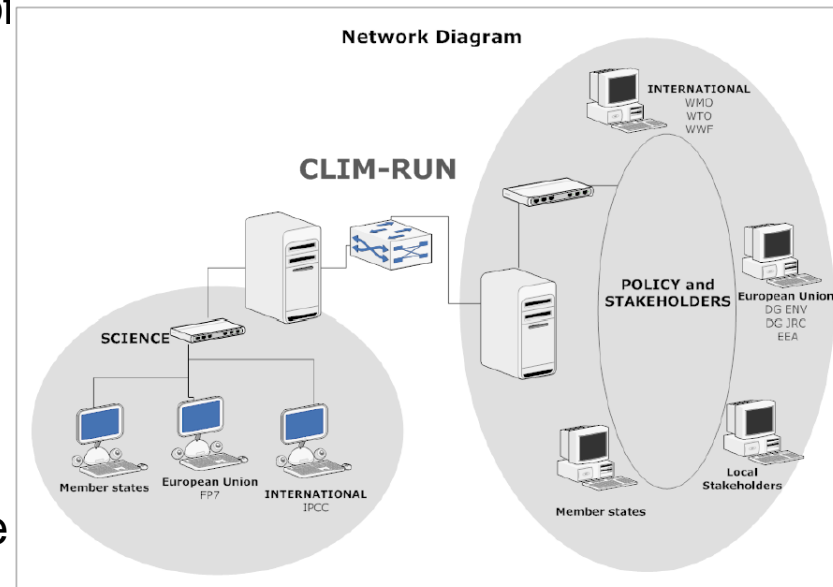 Network Diagram
INTERNATIONAL
WMO
WTO
WWF
CLIM-RUN
POLICY and
STAKEHOLDERS
European Union
DG ENV
DG JRC
EEA
SCIENCE
Member states
European Union
FP7
INTERNATIONAL
IPCC
Local
Stakeholders
Member states
e